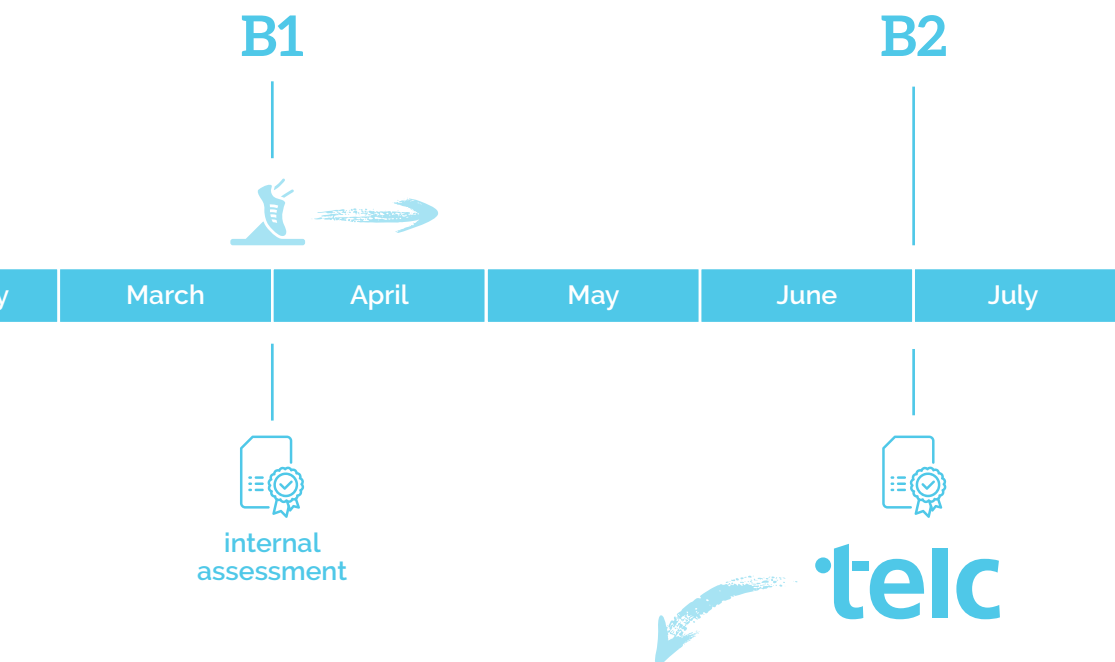 B1
B2
March
April
May
June
July
internal
assessment
telc